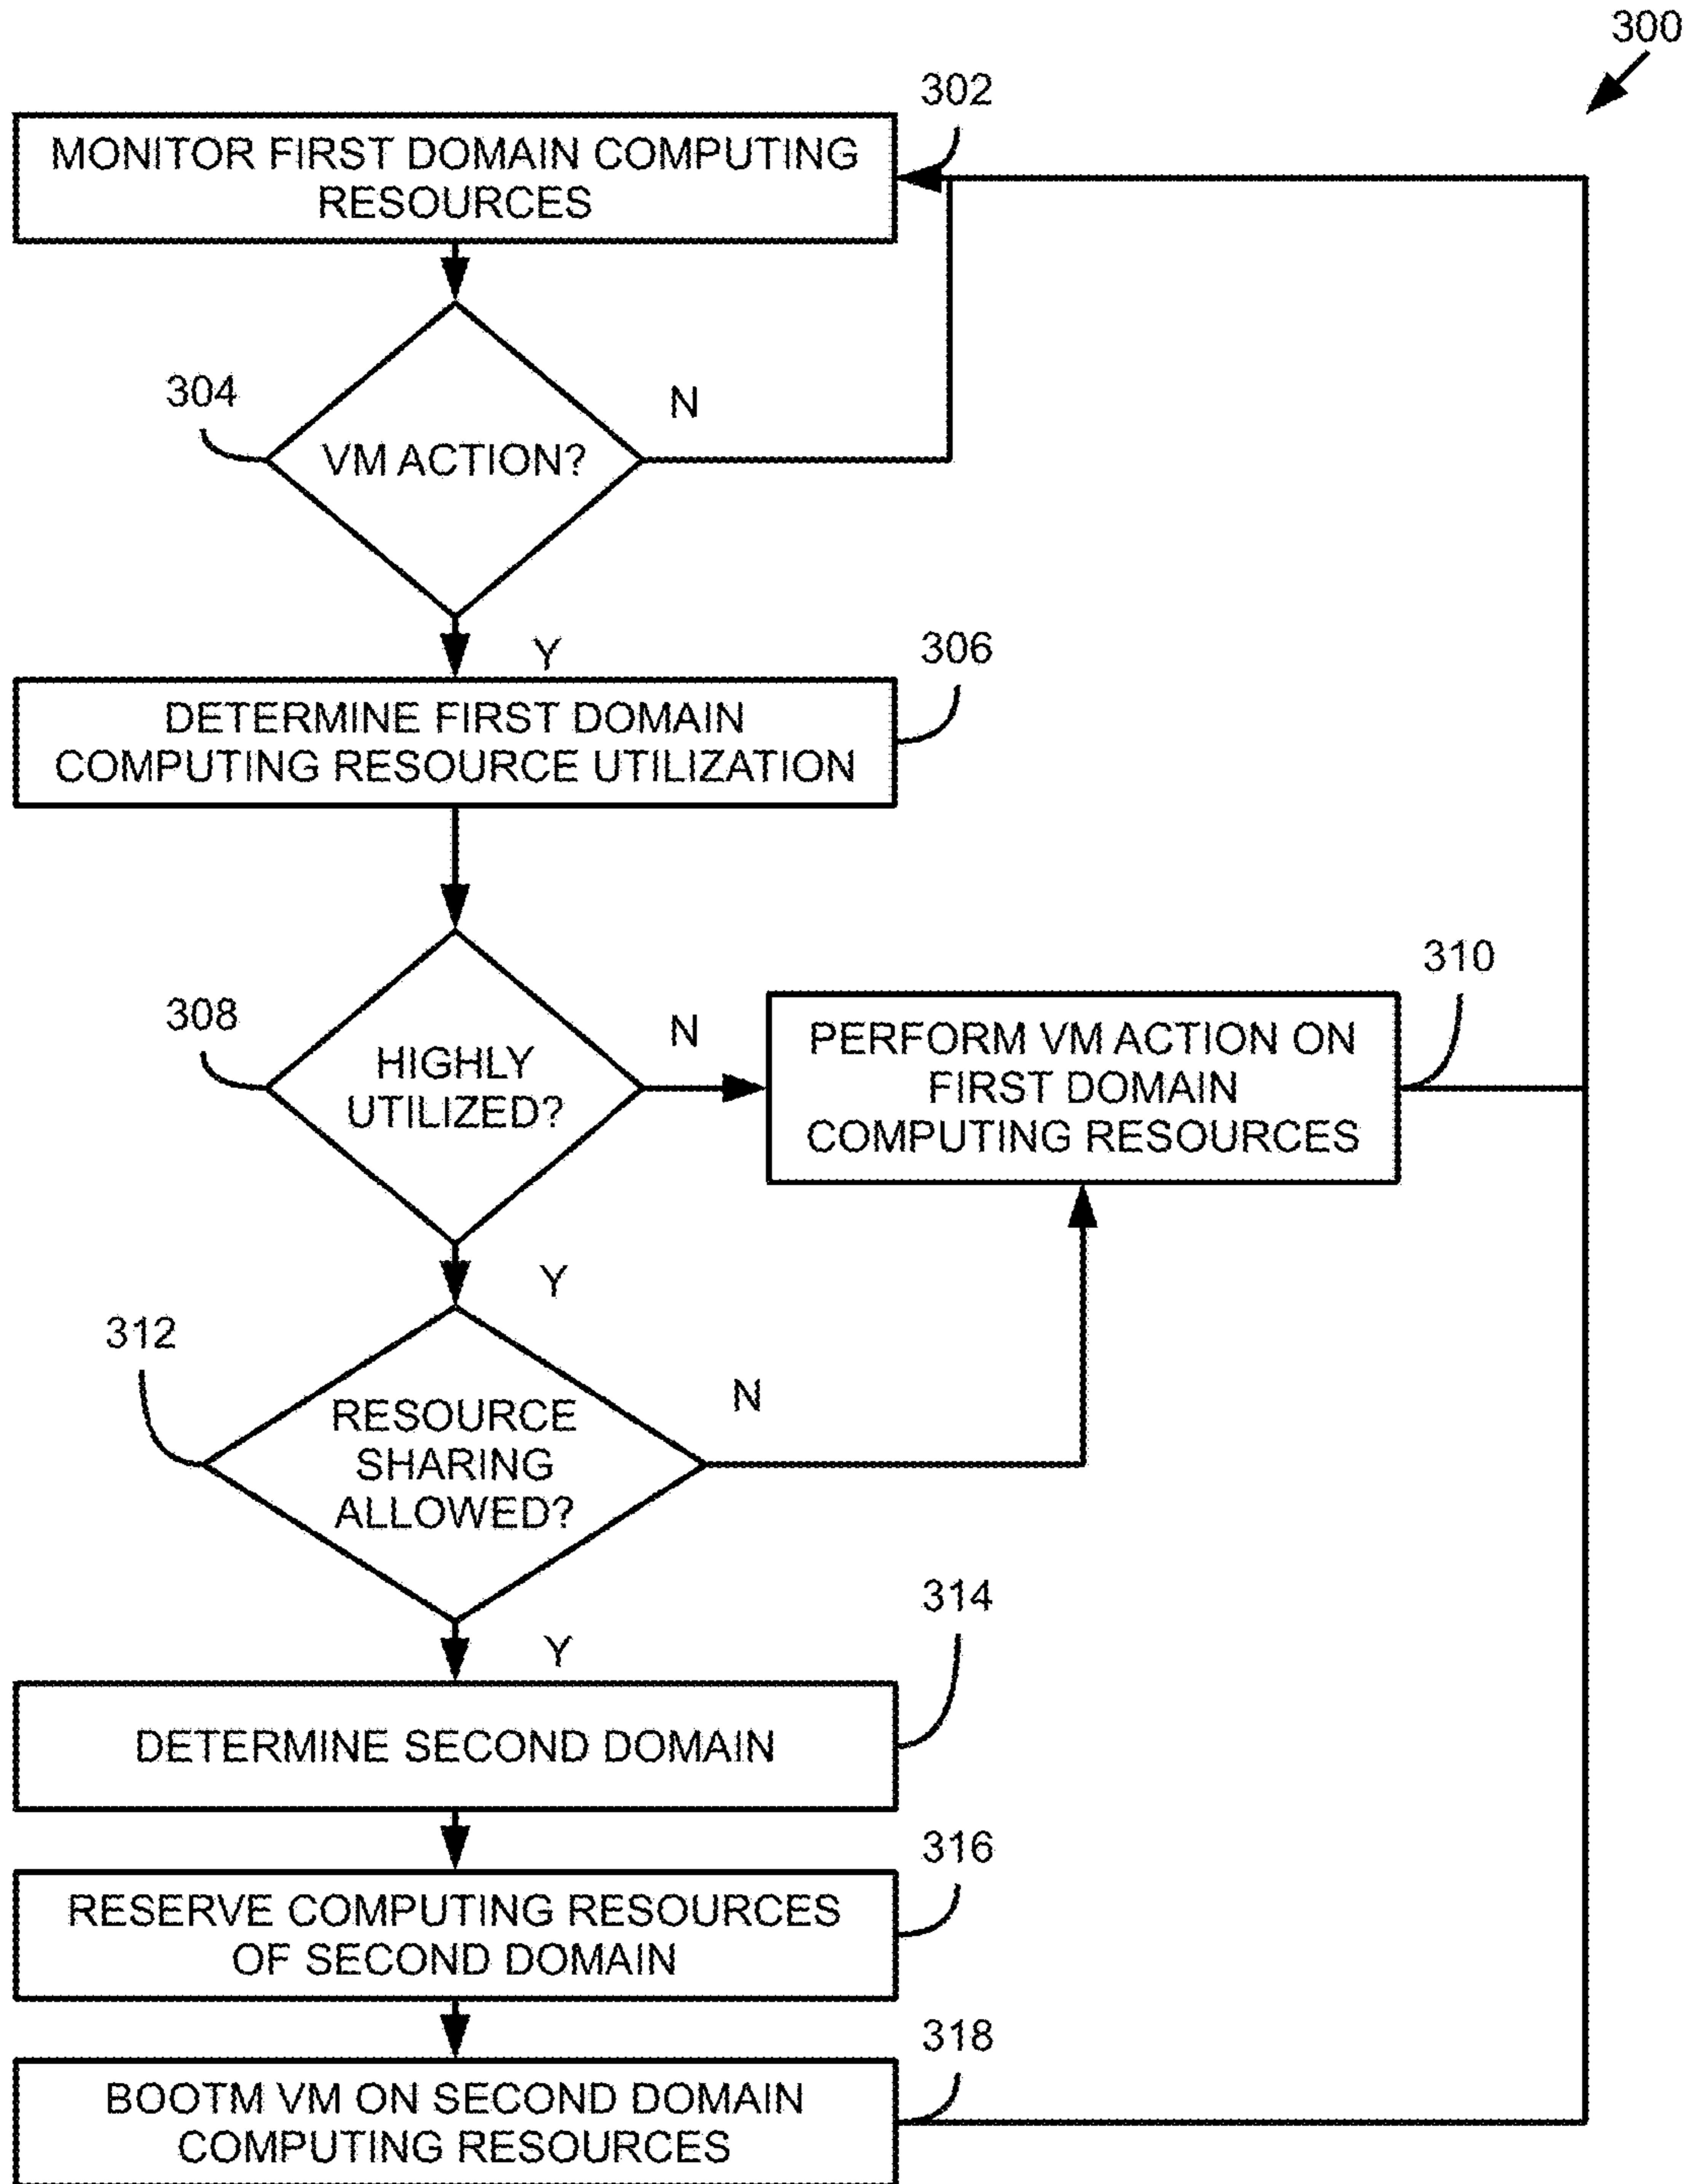 300
302
MONITOR FIRST DOMAIN COMPUTING
RESOURCES
304
N
VM ACTION?
Y
306
DETERMINE FIRST DOMAIN
COMPUTING RESOURCE UTILIZATION
308
HIGHLY
UTILIZED?
N
310
PERFORM VM ACTION ON
FIRST DOMAIN
COMPUTING RESOURCES
Y
312
RESOURCE
SHARING
ALLOWED?
N
Y
314
DETERMINE SECOND DOMAIN
316
RESERVE COMPUTING RESOURCES
OF SECOND DOMAIN
318
BOOTM VM ON SECOND DOMAIN
COMPUTING RESOURCES